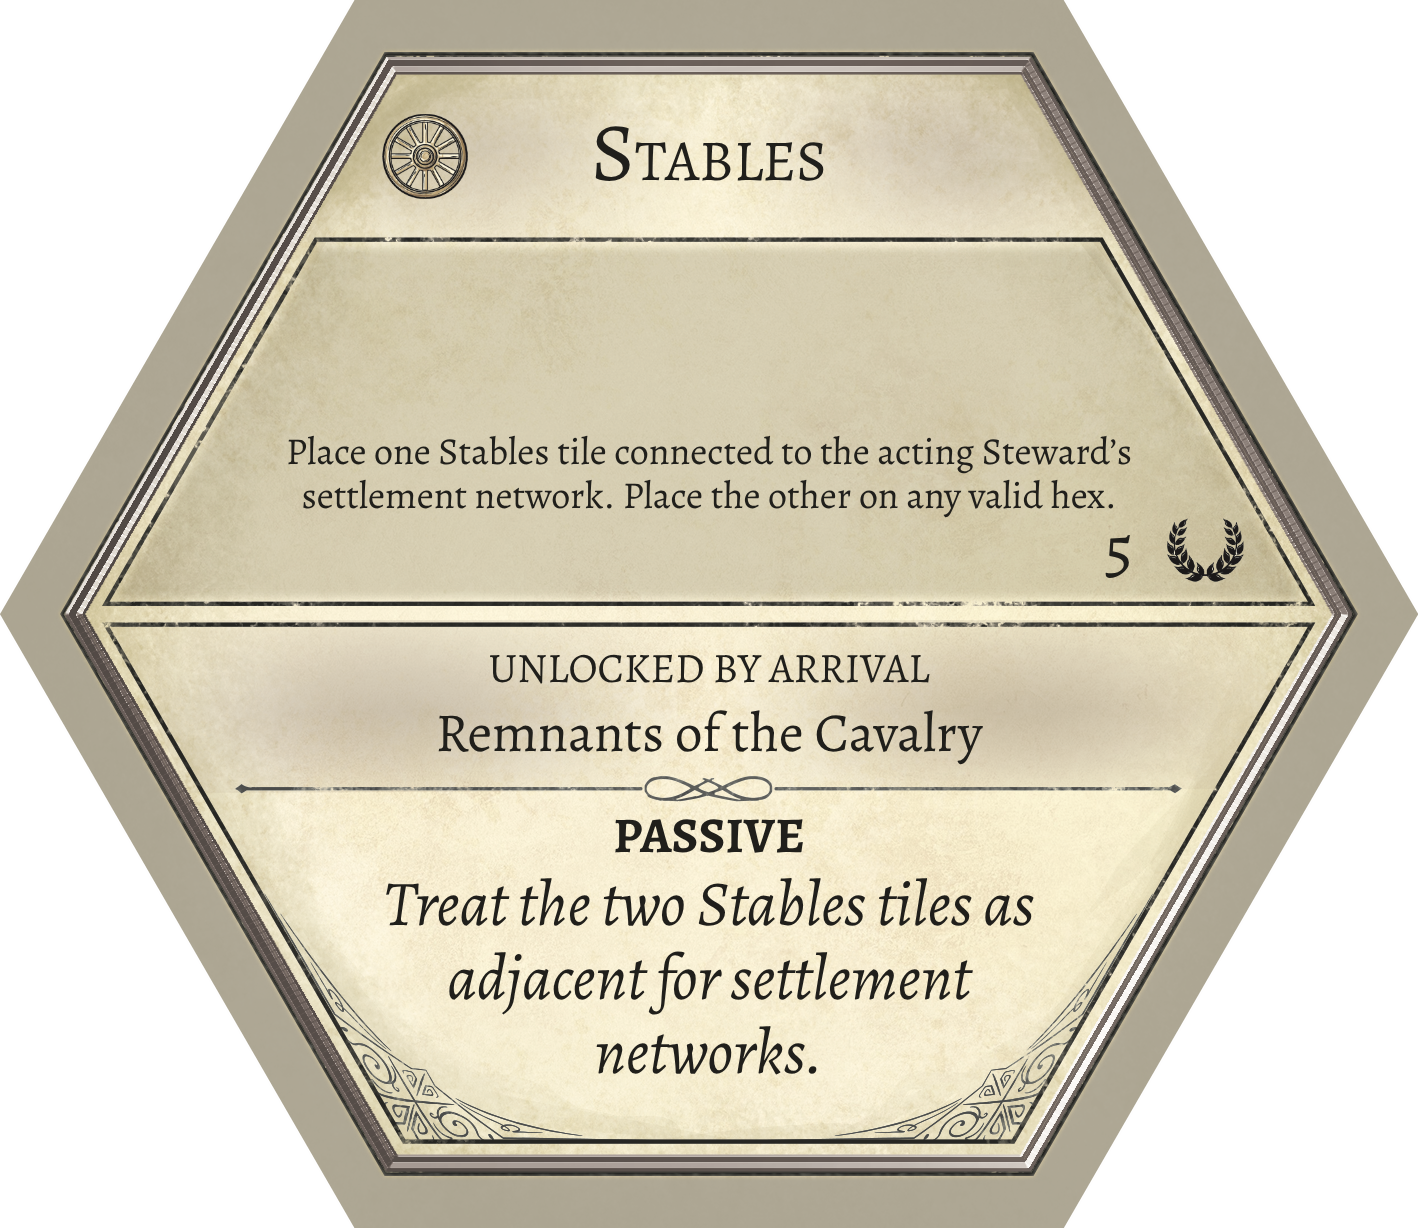 Stables
Place one Stables tile connected to the acting Steward’s
settlement network. Place the other on any valid hex.
5
UNLOCKED BY ARRIVAL
Remnants of the Cavalry
PASSIVE
Treat the two Stables tiles as
adjacent for settlement
networks.